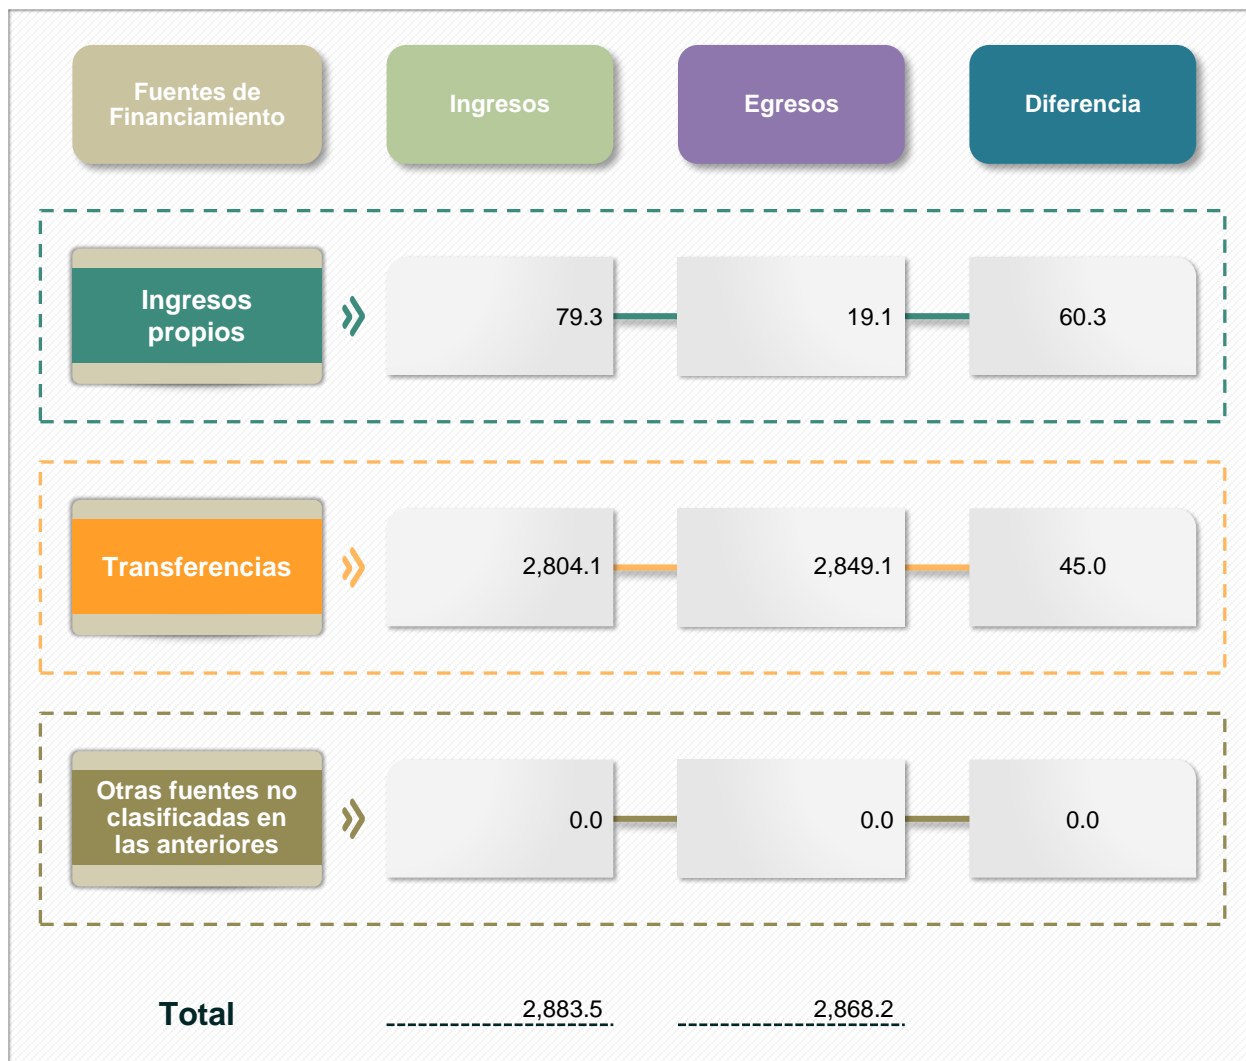 Fuentes de
Financiamiento
Ingresos
Egresos
Diferencia
Ingresos
propios
79.3
19.1
60.3
Transferencias
2,804.1
2,849.1
45.0
Otras fuentes no
clasificadas en
las anteriores
0.0
0.0
0.0
Total
2,883.5
2,868.2